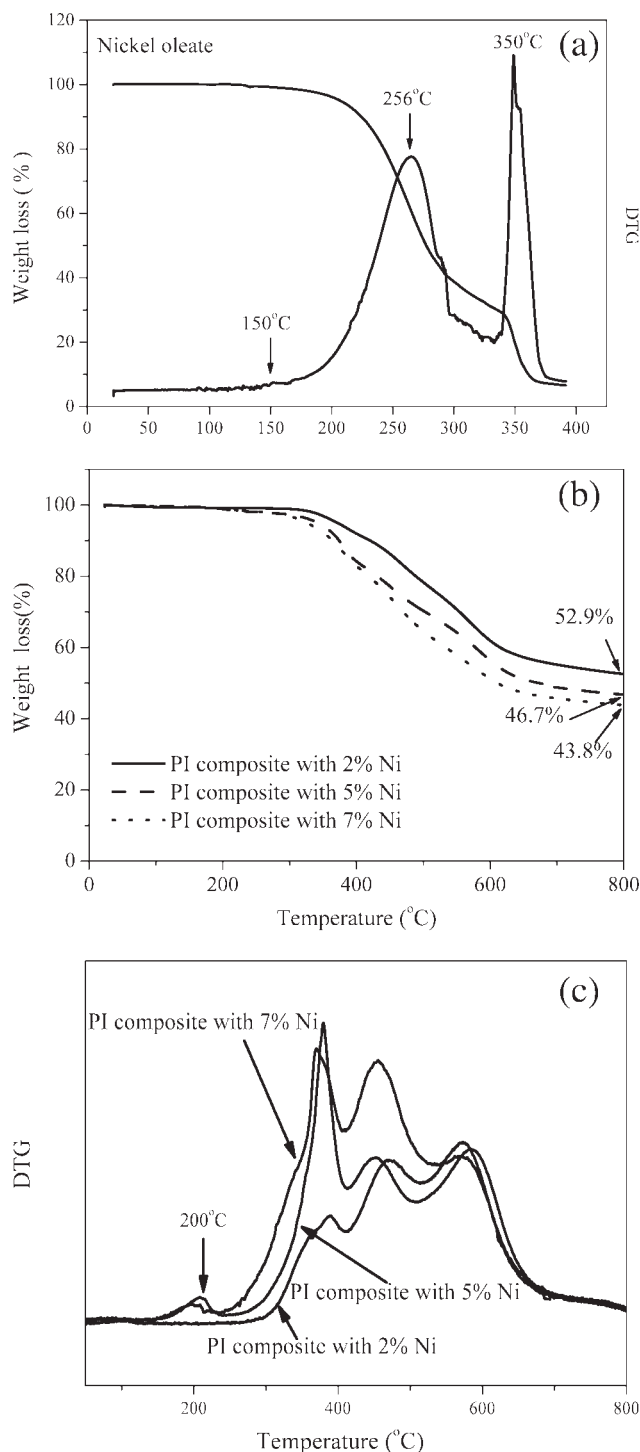 Nickel oleate
(a)
350°C
256°C
150°C
Weight loss ( % )
DTG
120
100
80
60
40
20
0
0 50 100 150 200 250 300 350 400
(b)
52.9%
46.7%
43.8%
PI composite with 2% Ni
PI composite with 5% Ni
PI composite with 7% Ni
Weight loss(%)
100
80
60
40
20
0
0 200 400 600 800
Temperature (°C)
(c)
PI composite with 7% Ni
200°C
PI composite with 5% Ni
PI composite with 2% Ni
DTG
200 400 600 800
Temperature (°C)